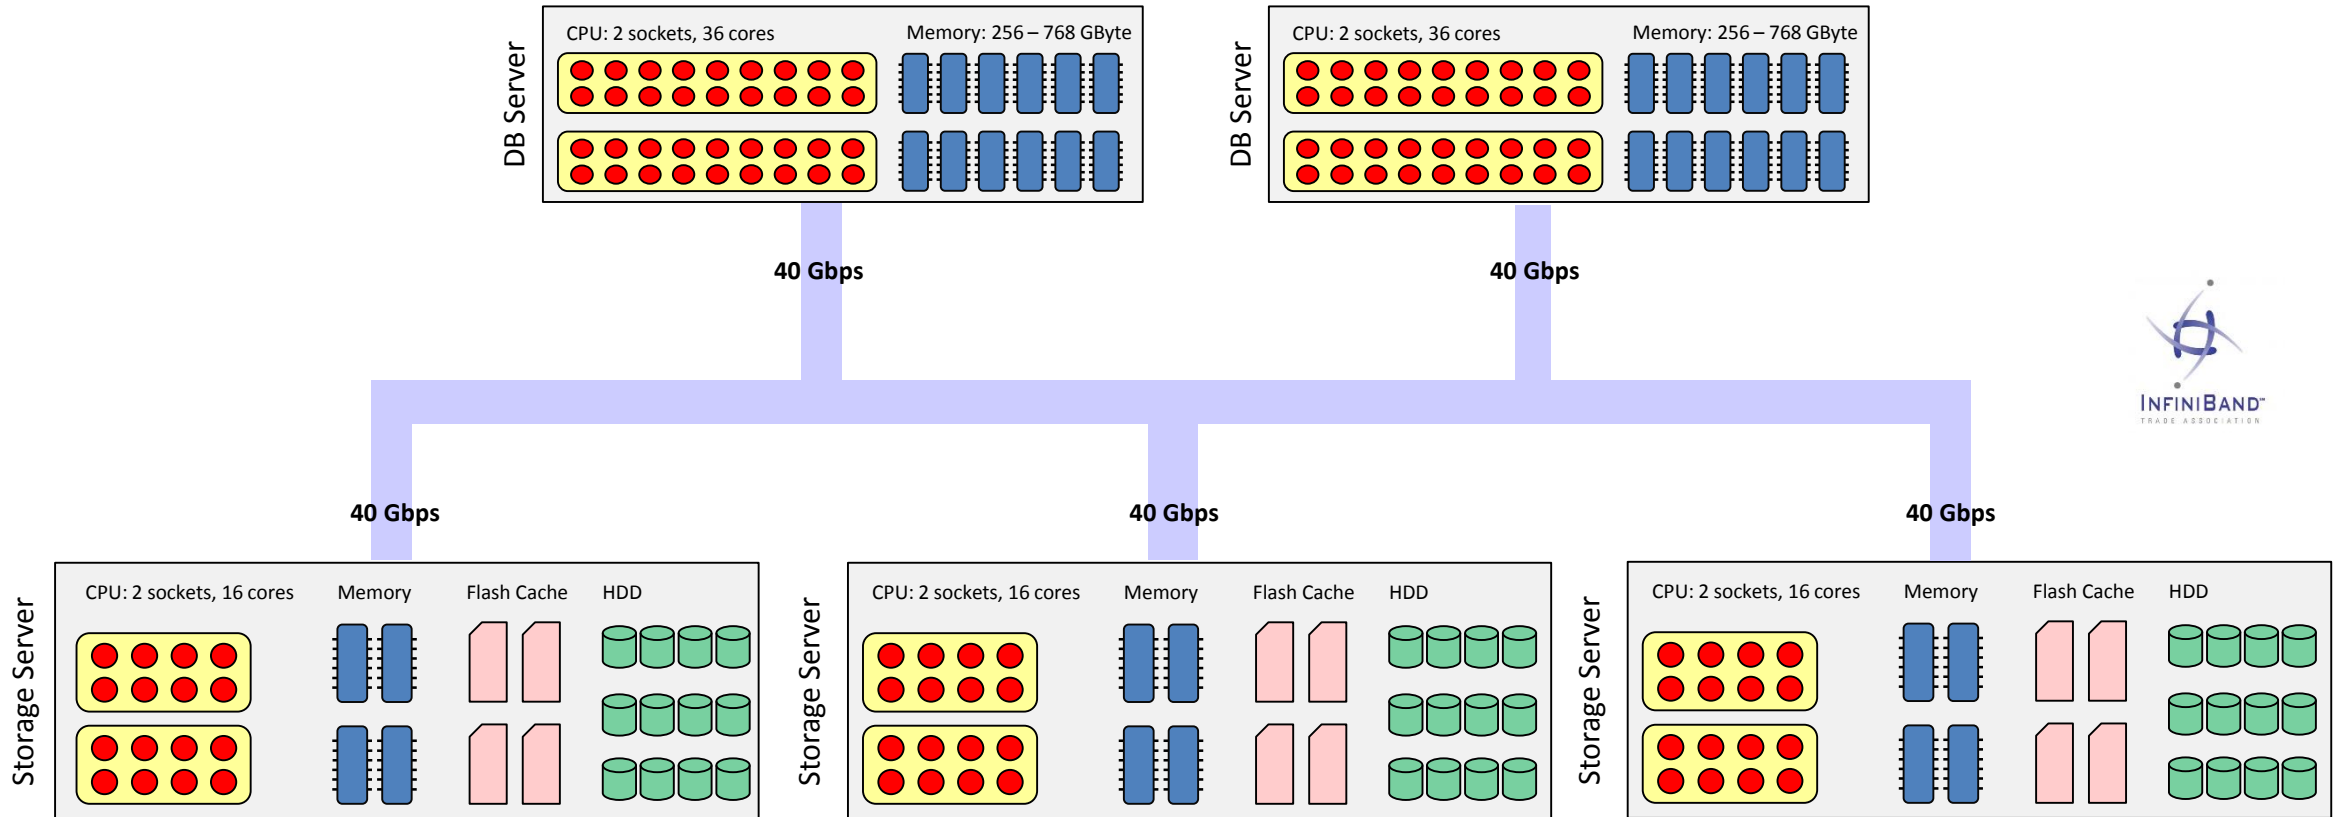 DB Server
CPU: 2 sockets, 36 cores
Memory: 256 – 768 GByte
DB Server
CPU: 2 sockets, 36 cores
Memory: 256 – 768 GByte
40 Gbps
40 Gbps
INFINIBAND™
TRADE ASSOCIATION
40 Gbps
40 Gbps
40 Gbps
Storage Server
CPU: 2 sockets, 16 cores
Memory
Flash Cache
HDD
Storage Server
CPU: 2 sockets, 16 cores
Memory
Flash Cache
HDD
Storage Server
CPU: 2 sockets, 16 cores
Memory
Flash Cache
HDD